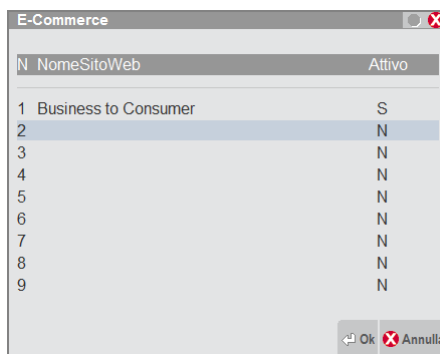 E-Commerce
N NomeSitoWeb Attivo
1 Business to Consumer S
2 N
3 N
4 N
5 N
6 N
7 N
8 N
9 N
Ok